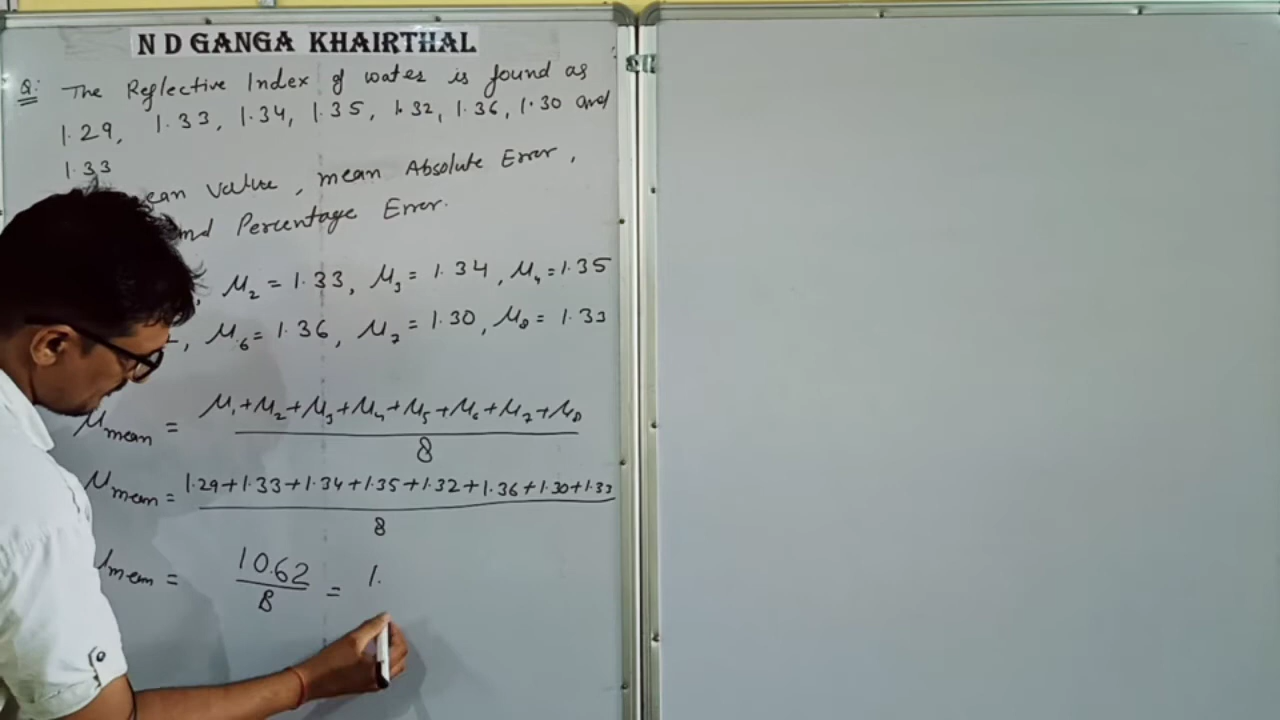 N D GANGA KHAIRTHAL
Q: The Reflective Index of water is found as
1.29, 1.33, 1.34, 1.35, 1.32, 1.36, 1.30 and
1.33
value, mean Absolute Error,
Percentage Error.
, μ₂ = 1.33, μ₃ = 1.34, μ₄ = 1.35
, μ₆ = 1.36, μ₇ = 1.30, μ₈ = 1.33
μmean = μ₁+μ₂+μ₃+μ₄+μ₅+μ₆+μ₇+μ₈
8
μmean = 1.29+1.33+1.34+1.35+1.32+1.36+1.30+1.33
8
μmean = 10.62 = 1.
8